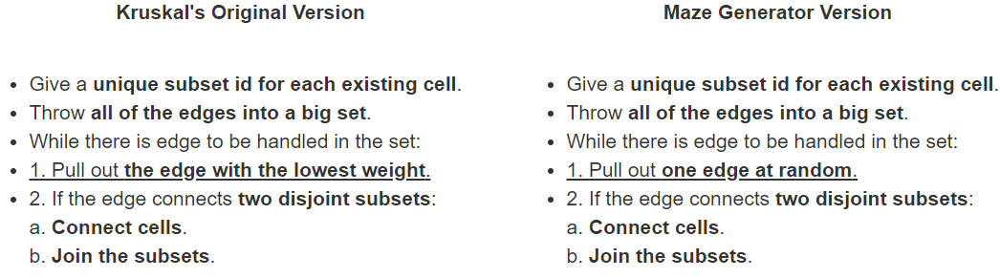 Kruskal's Original Version
• Give a unique subset id for each existing cell.
• Throw all of the edges into a big set.
• While there is edge to be handled in the set:
• 1. Pull out the edge with the lowest weight.
• 2. If the edge connects two disjoint subsets:
a. Connect cells.
b. Join the subsets.
Maze Generator Version
• Give a unique subset id for each existing cell.
• Throw all of the edges into a big set.
• While there is edge to be handled in the set:
• 1. Pull out one edge at random.
• 2. If the edge connects two disjoint subsets:
a. Connect cells.
b. Join the subsets.